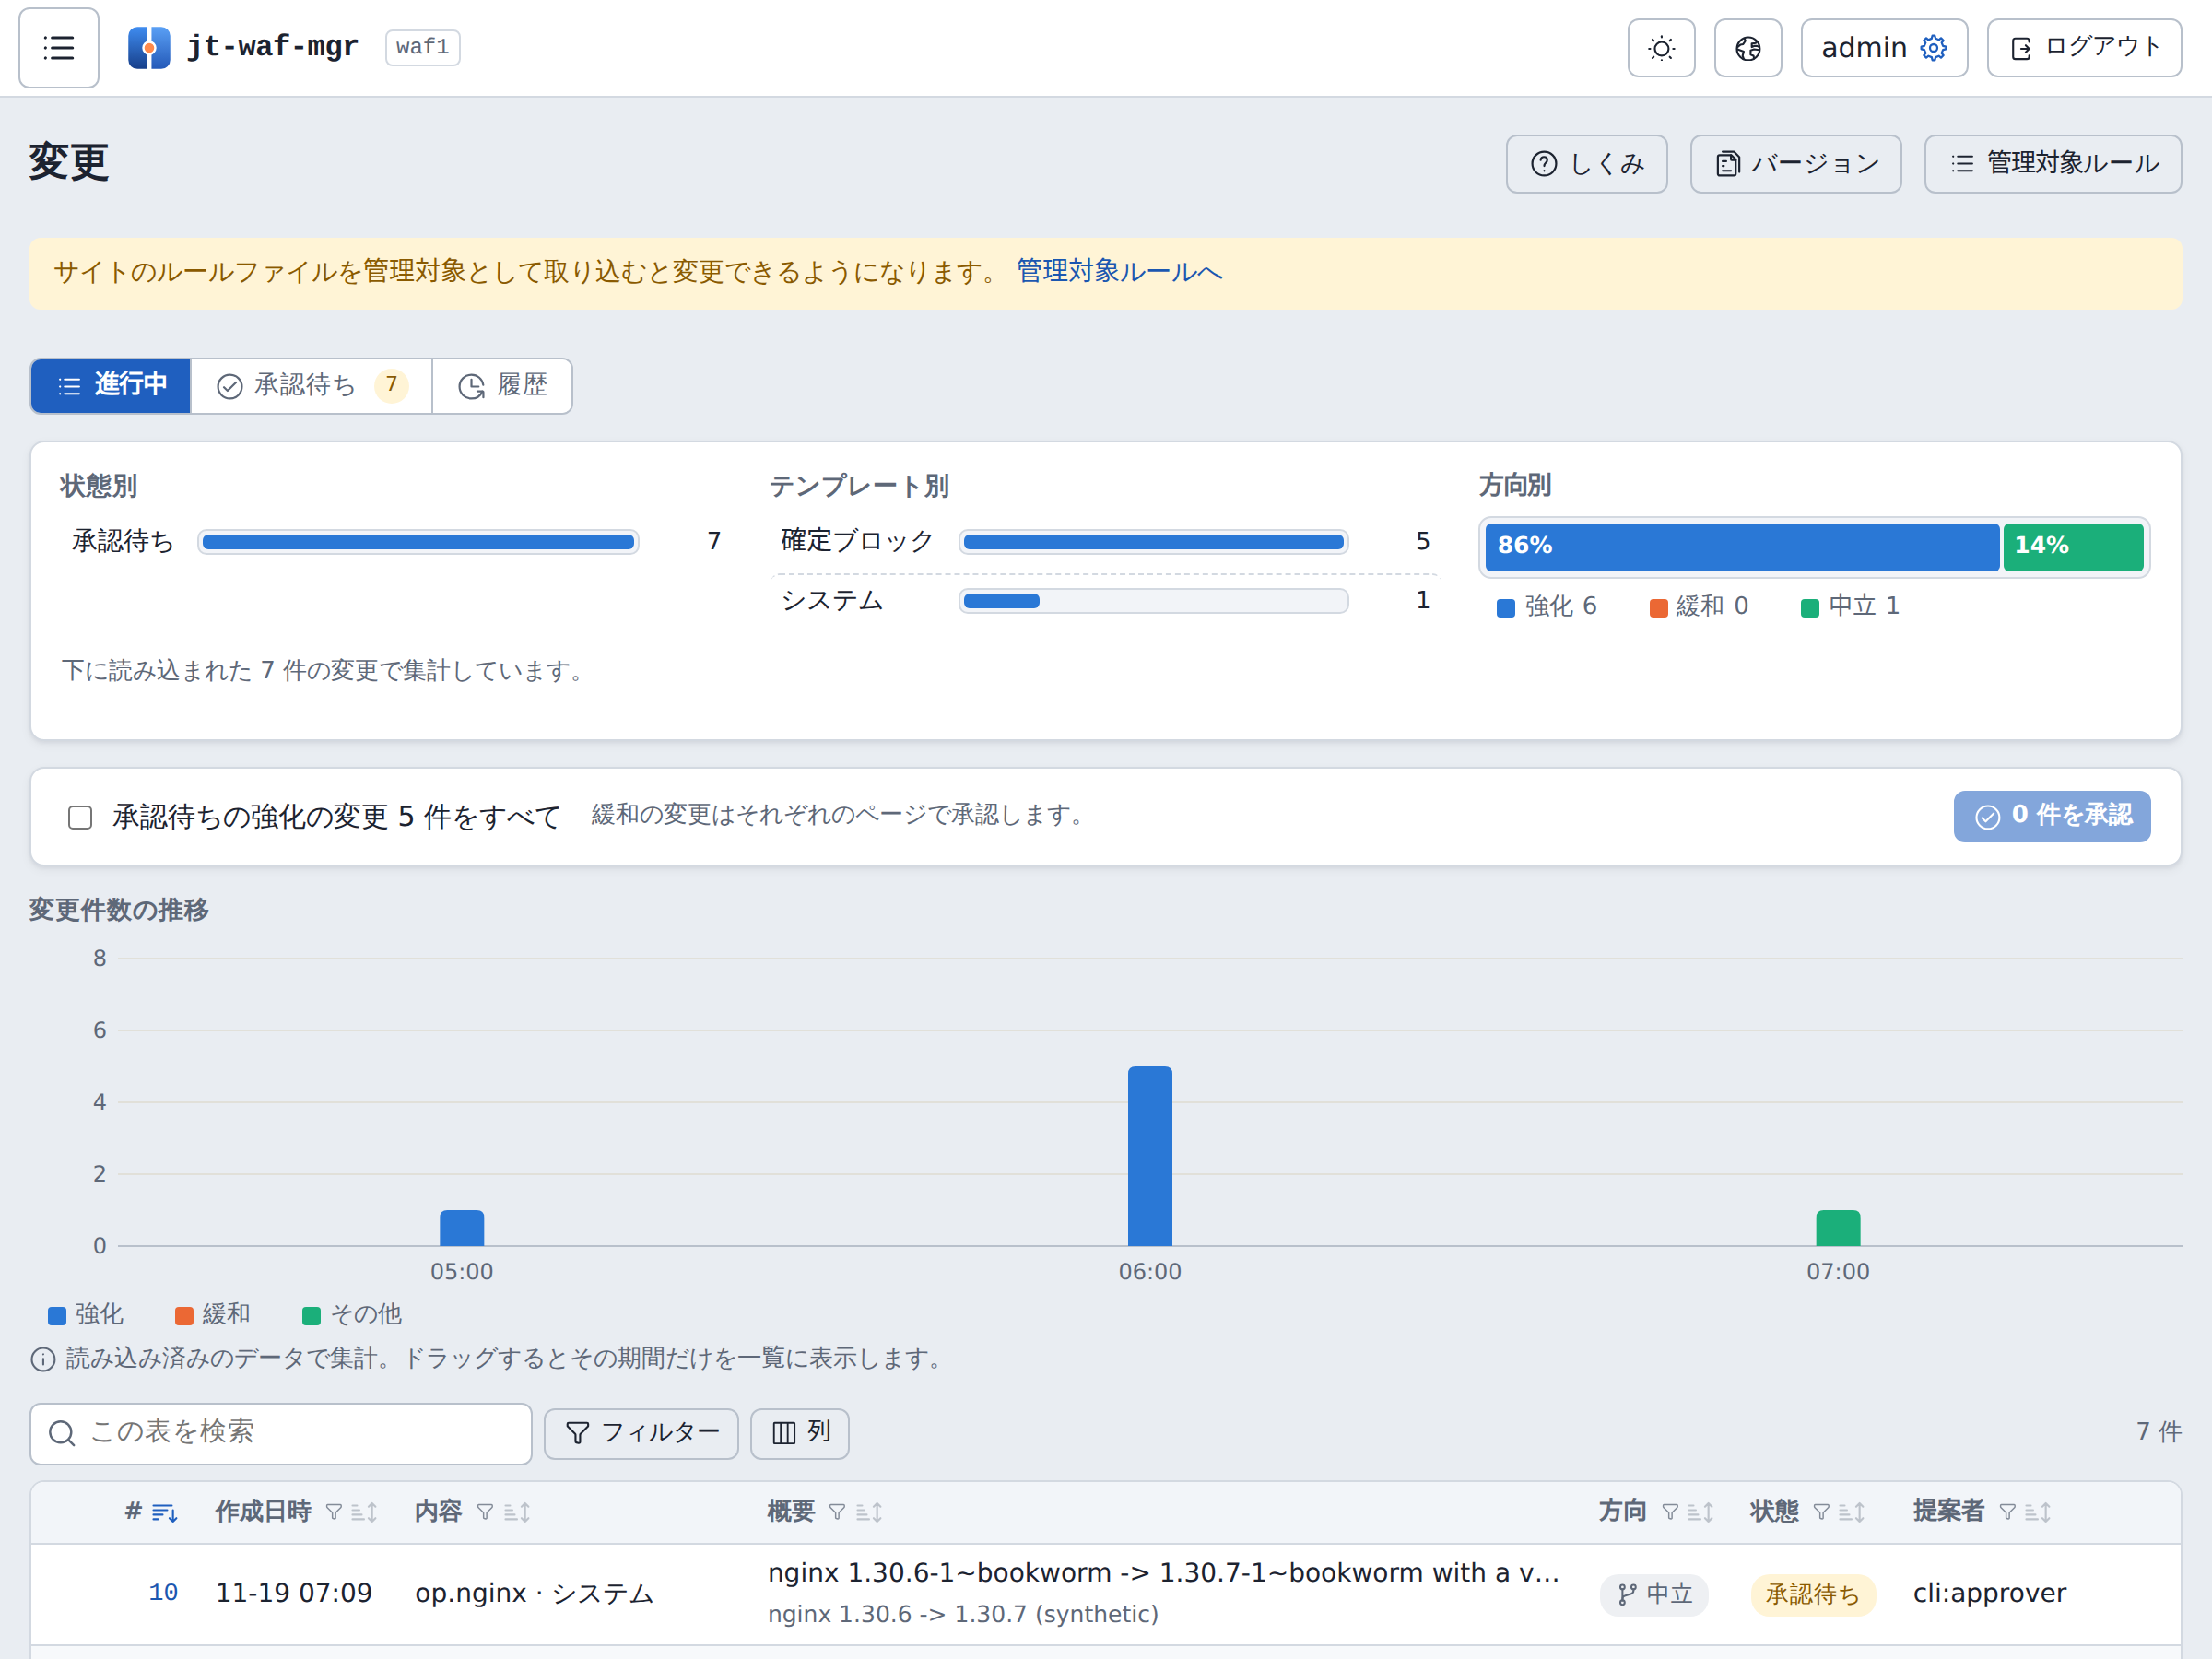 jt-waf-mgr waf1 admin ログアウト
変更 しくみ バージョン 管理対象ルール
サイトのルールファイルを管理対象として取り込むと変更できるようになります。 管理対象ルールへ
進行中 承認待ち 7 履歴
状態別 テンプレート別 方向別
承認待ち 7 確定ブロック 5 86% 14%
システム 1 強化 6 緩和 0 中立 1
下に読み込まれた 7 件の変更で集計しています。
承認待ちの強化の変更 5 件をすべて 緩和の変更はそれぞれのページで承認します。 0 件を承認
変更件数の推移
8
6
4
2
0
05:00 06:00 07:00
強化 緩和 その他
読み込み済みのデータで集計。ドラッグするとその期間だけを一覧に表示します。
この表を検索 フィルター 列 7 件
# 作成日時 内容 概要 方向 状態 提案者
10 11-19 07:09 op.nginx · システム nginx 1.30.6-1~bookworm -> 1.30.7-1~bookworm with a v… 中立 承認待ち cli:approver
nginx 1.30.6 -> 1.30.7 (synthetic)